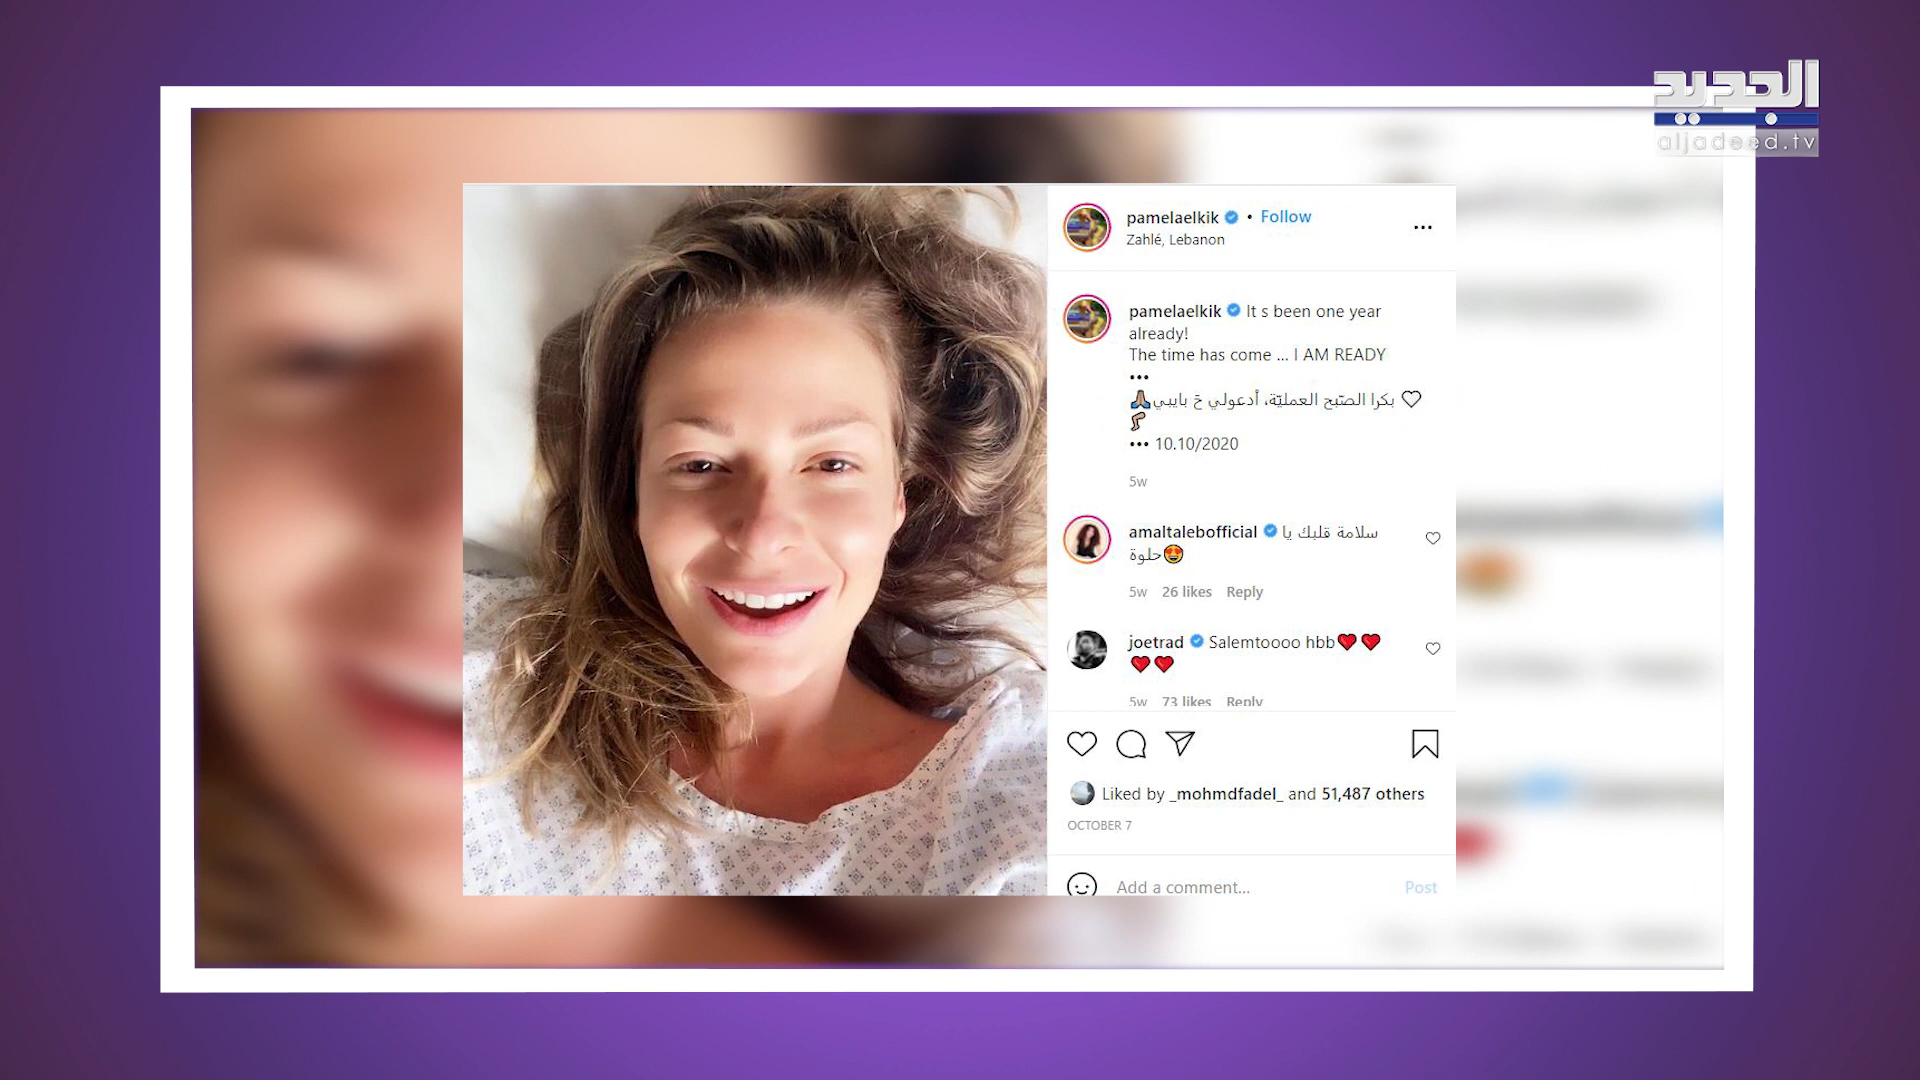 الجديد
aljadeed.tv
pamelaelkik • Follow
Zahlé, Lebanon
pamelaelkik It s been one year
already!
The time has come ... I AM READY
•••
🙏🏽بكرا الصّبح العمليّة، أدعولي حَ بايبي ♡
🦵🏼
••• 10.10/2020
5w
amaltalebofficial سلامة قلبك يا
حلوة😍
5w 26 likes Reply
joetrad Salemtoooo hbb❤️❤️
❤️❤️
5w 73 likes Reply
Liked by _mohmdfadel_ and 51,487 others
OCTOBER 7
Add a comment... Post